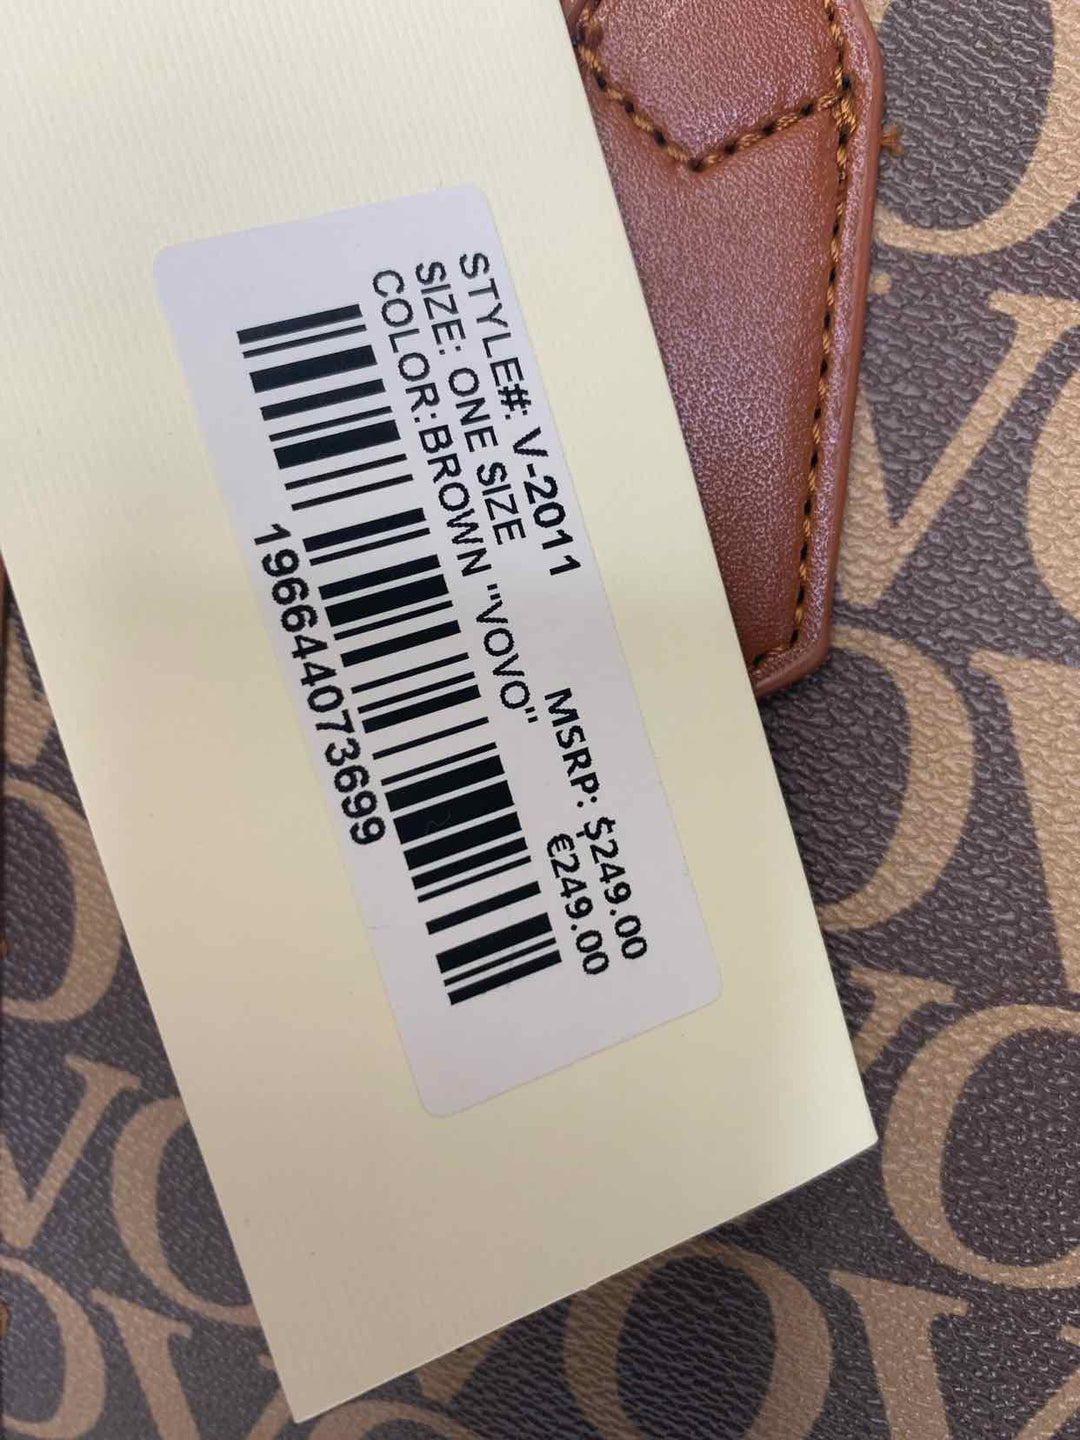 STYLE#: V-2011
SIZE: ONE SIZE
COLOR:BROWN "VOVO"
MSRP: $249.00
€249.00
196644073699